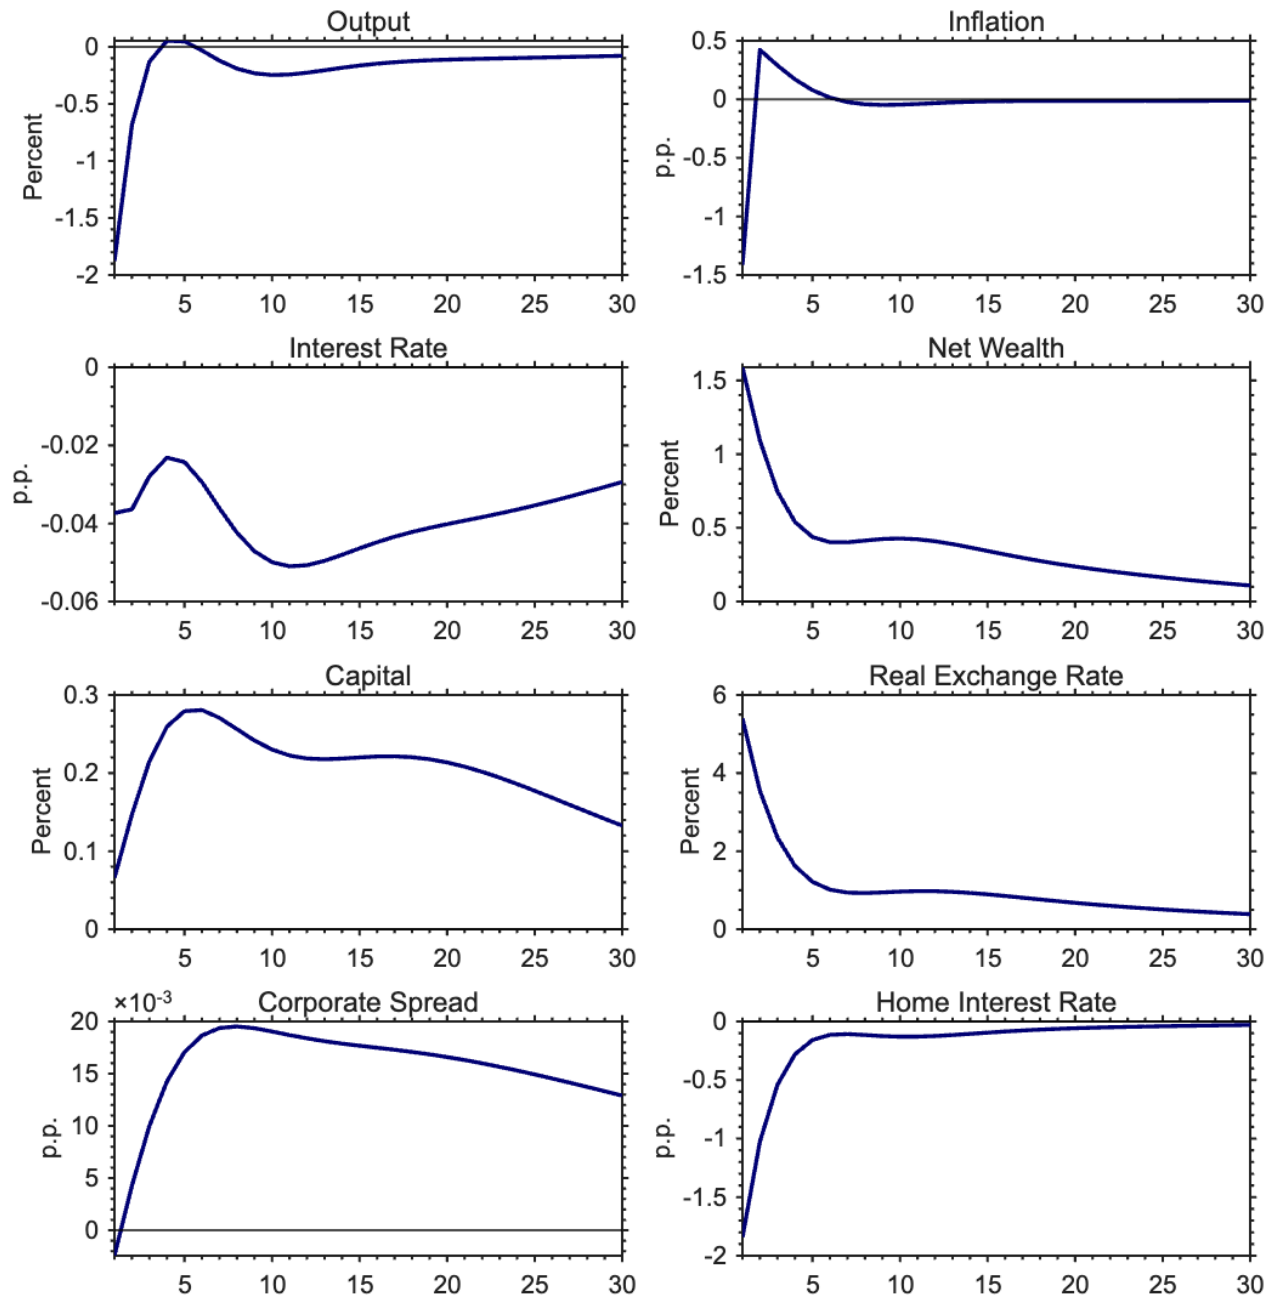 Output
0
-0.5
-1
-1.5
-2
Percent
5 10 15 20 25 30
Inflation
0.5
0
-0.5
-1
-1.5
p.p.
5 10 15 20 25 30
Interest Rate
0
-0.02
-0.04
-0.06
p.p.
5 10 15 20 25 30
Net Wealth
1.5
1
0.5
0
Percent
5 10 15 20 25 30
Capital
0.3
0.2
0.1
0
Percent
5 10 15 20 25 30
Real Exchange Rate
6
4
2
0
Percent
5 10 15 20 25 30
×10⁻³ Corporate Spread
20
15
10
5
0
p.p.
5 10 15 20 25 30
Home Interest Rate
0
-0.5
-1
-1.5
-2
p.p.
5 10 15 20 25 30